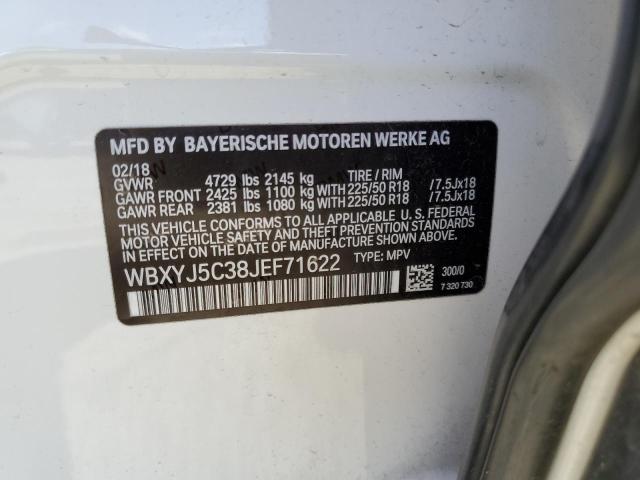 MFD BY BAYERISCHE MOTOREN WERKE AG
02/18
GVWR 4729 lbs 2145 kg TIRE / RIM
GAWR FRONT 2425 lbs 1100 kg WITH 225/50 R18 /7.5Jx18
GAWR REAR 2381 lbs 1080 kg WITH 225/50 R18 /7.5Jx18
THIS VEHICLE CONFORMS TO ALL APPLICABLE U. S. FEDERAL
MOTOR VEHICLE SAFETY STANDARDS
IN EFFECT ON THE DATE OF MANUFACTURE SHOWN ABOVE.
WBXYJ5C38JEF71622 TYPE: MPV
300/0
7 320 730